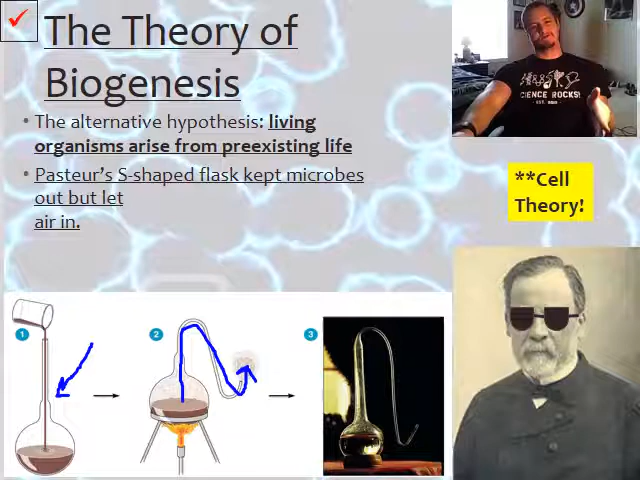 The Theory of
Biogenesis
• The alternative hypothesis: living
organisms arise from preexisting life
• Pasteur's S-shaped flask kept microbes
out but let
air in.
**Cell
Theory!
CIENCE ROCKS!
1
2
3